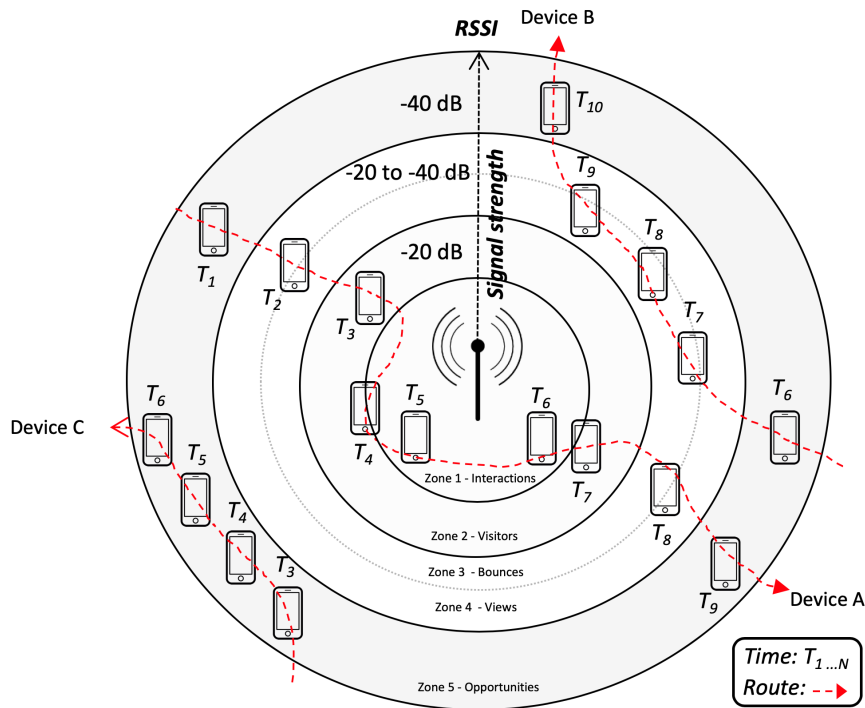 Device B
RSSI
-40 dB
T10
-20 to -40 dB
T9
Signal strength
T8
-20 dB
T1
T2
T3
T7
T6
T5
T6
T6
Device C
T4
T5
Zone 1 - Interactions
T7
T4
T8
Zone 2 - Visitors
T3
Zone 3 - Bounces
Zone 4 - Views
T9
Device A
Zone 5 - Opportunities
Time: T1 ...N
Route: